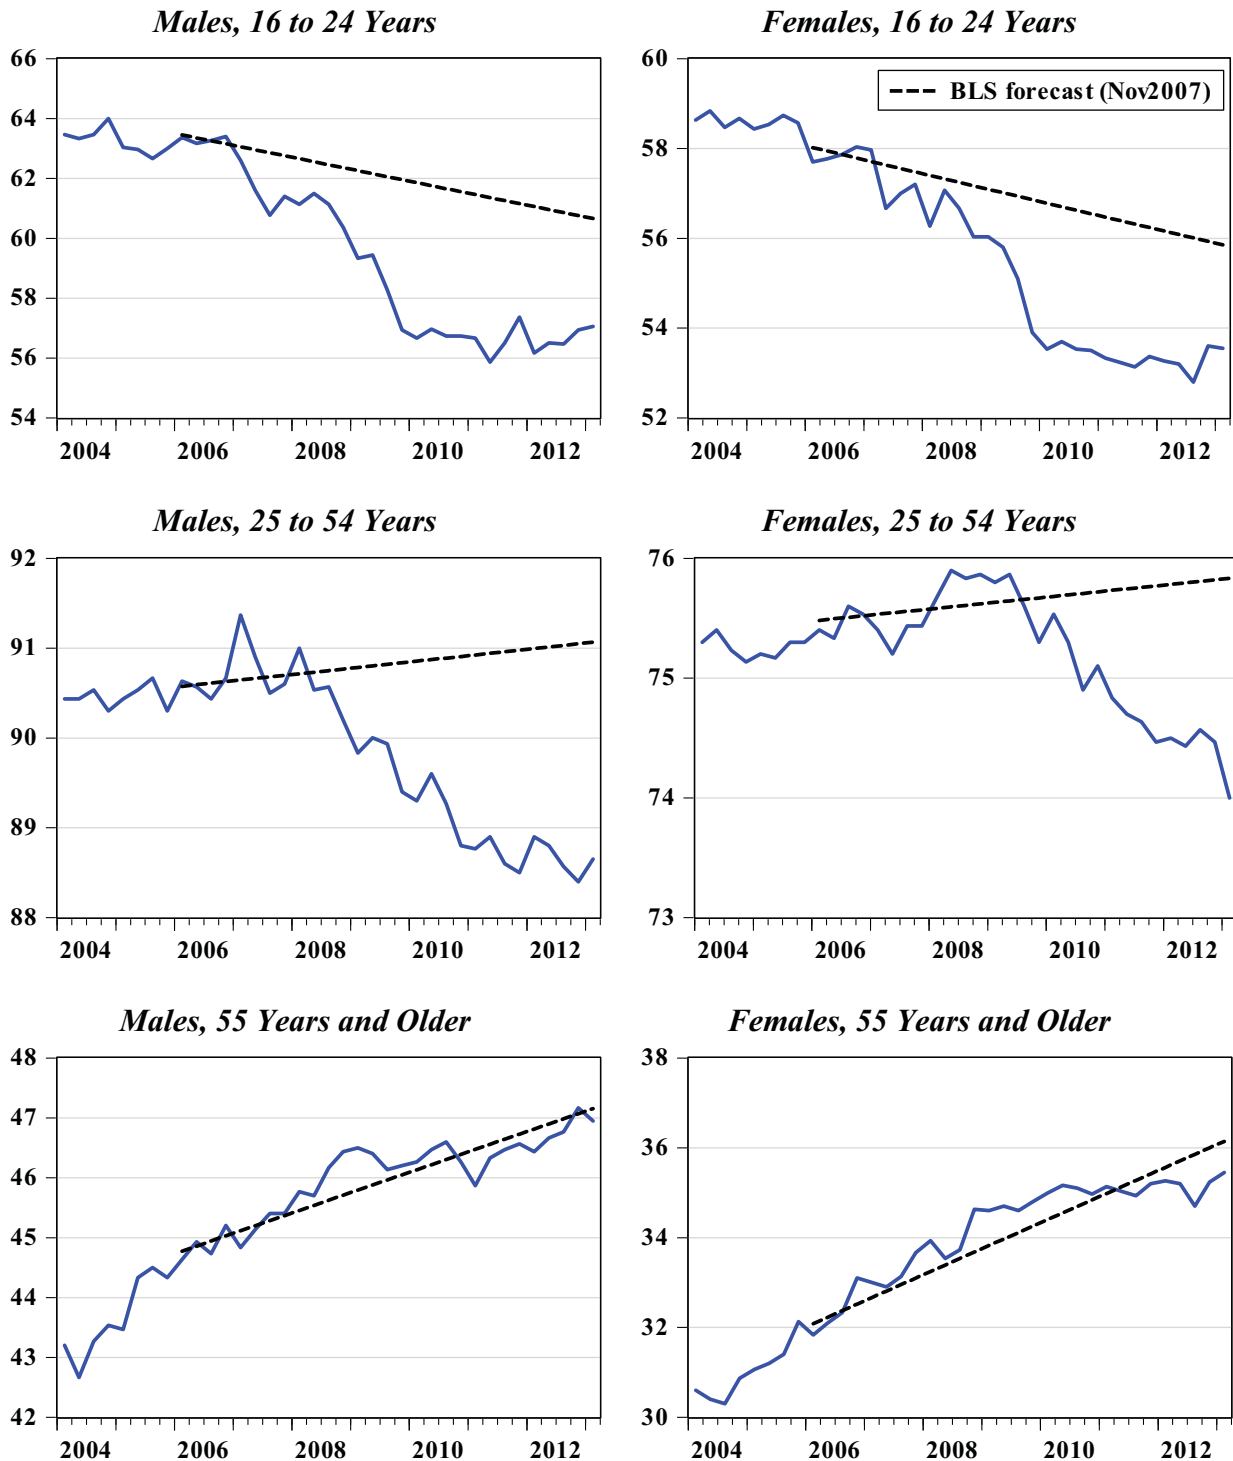 Males, 16 to 24 Years
66
64
62
60
58
56
54
2004 2006 2008 2010 2012
Females, 16 to 24 Years
BLS forecast (Nov2007)
60
58
56
54
52
2004 2006 2008 2010 2012
Males, 25 to 54 Years
92
91
90
89
88
2004 2006 2008 2010 2012
Females, 25 to 54 Years
76
75
74
73
2004 2006 2008 2010 2012
Males, 55 Years and Older
48
47
46
45
44
43
42
2004 2006 2008 2010 2012
Females, 55 Years and Older
38
36
34
32
30
2004 2006 2008 2010 2012